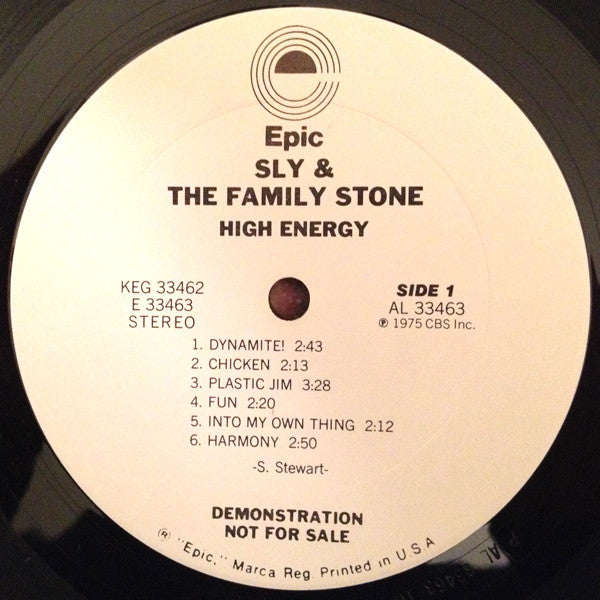 Epic
SLY &
THE FAMILY STONE
HIGH ENERGY
KEG 33462
E 33463
STEREO
SIDE 1
AL 33463
℗ 1975 CBS Inc.
1. DYNAMITE! 2:43
2. CHICKEN 2:13
3. PLASTIC JIM 3:28
4. FUN 2:20
5. INTO MY OWN THING 2:12
6. HARMONY 2:50
-S. Stewart-
DEMONSTRATION
NOT FOR SALE
® "Epic," Marca Reg. Printed in U S A
AL 33463